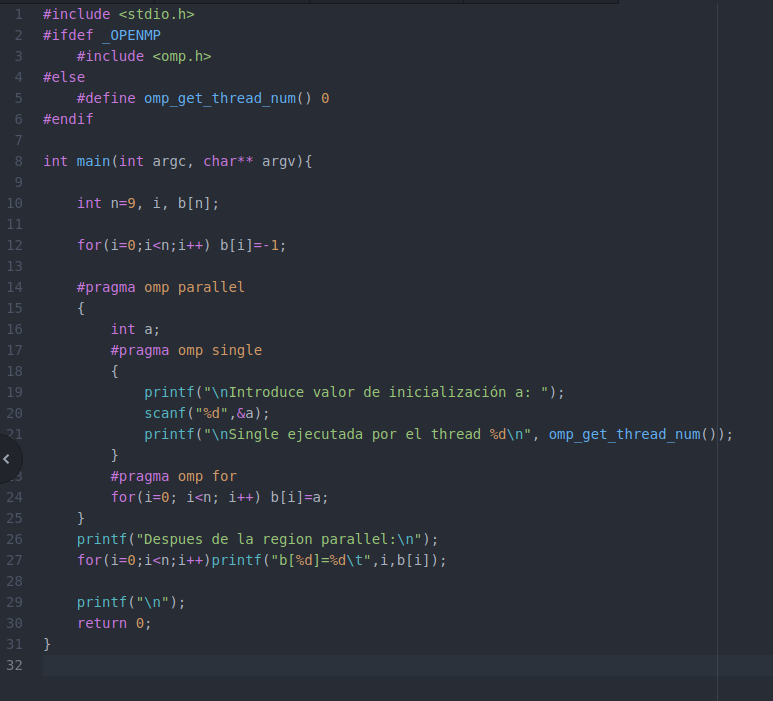 1 #include <stdio.h>
2 #ifdef _OPENMP
3     #include <omp.h>
4 #else
5     #define omp_get_thread_num() 0
6 #endif
7
8 int main(int argc, char** argv){
9
10     int n=9, i, b[n];
11
12     for(i=0;i<n;i++) b[i]=-1;
13
14     #pragma omp parallel
15     {
16         int a;
17         #pragma omp single
18         {
19             printf("\nIntroduce valor de inicialización a: ");
20             scanf("%d",&a);
21             printf("\nSingle ejecutada por el thread %d\n", omp_get_thread_num());
        }
3         #pragma omp for
24         for(i=0; i<n; i++) b[i]=a;
25     }
26     printf("Despues de la region parallel:\n");
27     for(i=0;i<n;i++)printf("b[%d]=%d\t",i,b[i]);
28
29     printf("\n");
30     return 0;
31 }
32